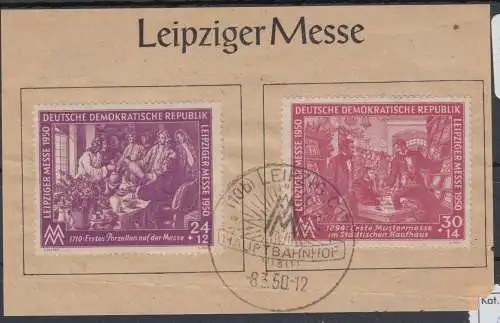 Leipziger Messe
DEUTSCHE DEMOKRATISCHE REPUBLIK
LEIPZIGER MESSE 1950
LEIPZIGER MESSE 1950
24
+12
1710 · Erstes Porzellan auf der Messe
DEUTSCHE DEMOKRATISCHE REPUBLIK
LEIPZIGER MESSE 1950
LEIPZIGER MESSE 1950
30
+14
1894: Erste Mustermesse
im Städtischen Kaufhaus
(10b) LEIPZIG
HAUPTBAHNHOF
8.3.50-12
Kat.